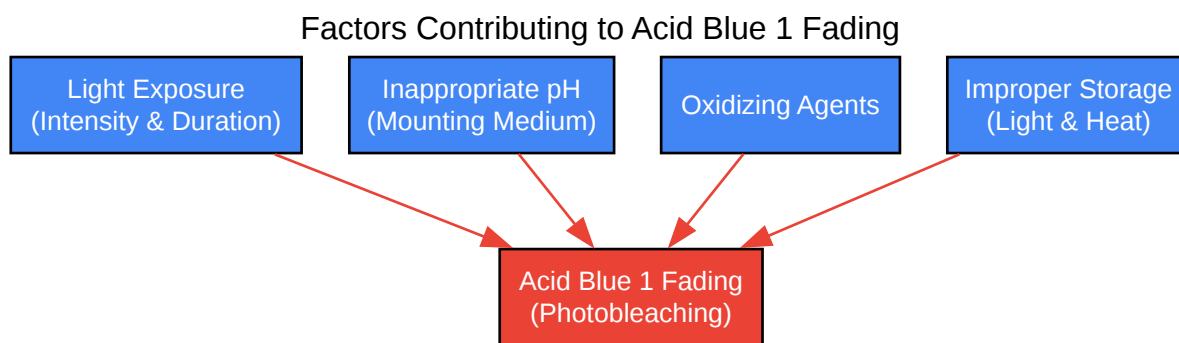 Factors Contributing to Acid Blue 1 Fading
Light Exposure
(Intensity & Duration)
Inappropriate pH
(Mounting Medium)
Oxidizing Agents
Improper Storage
(Light & Heat)
Acid Blue 1 Fading
(Photobleaching)